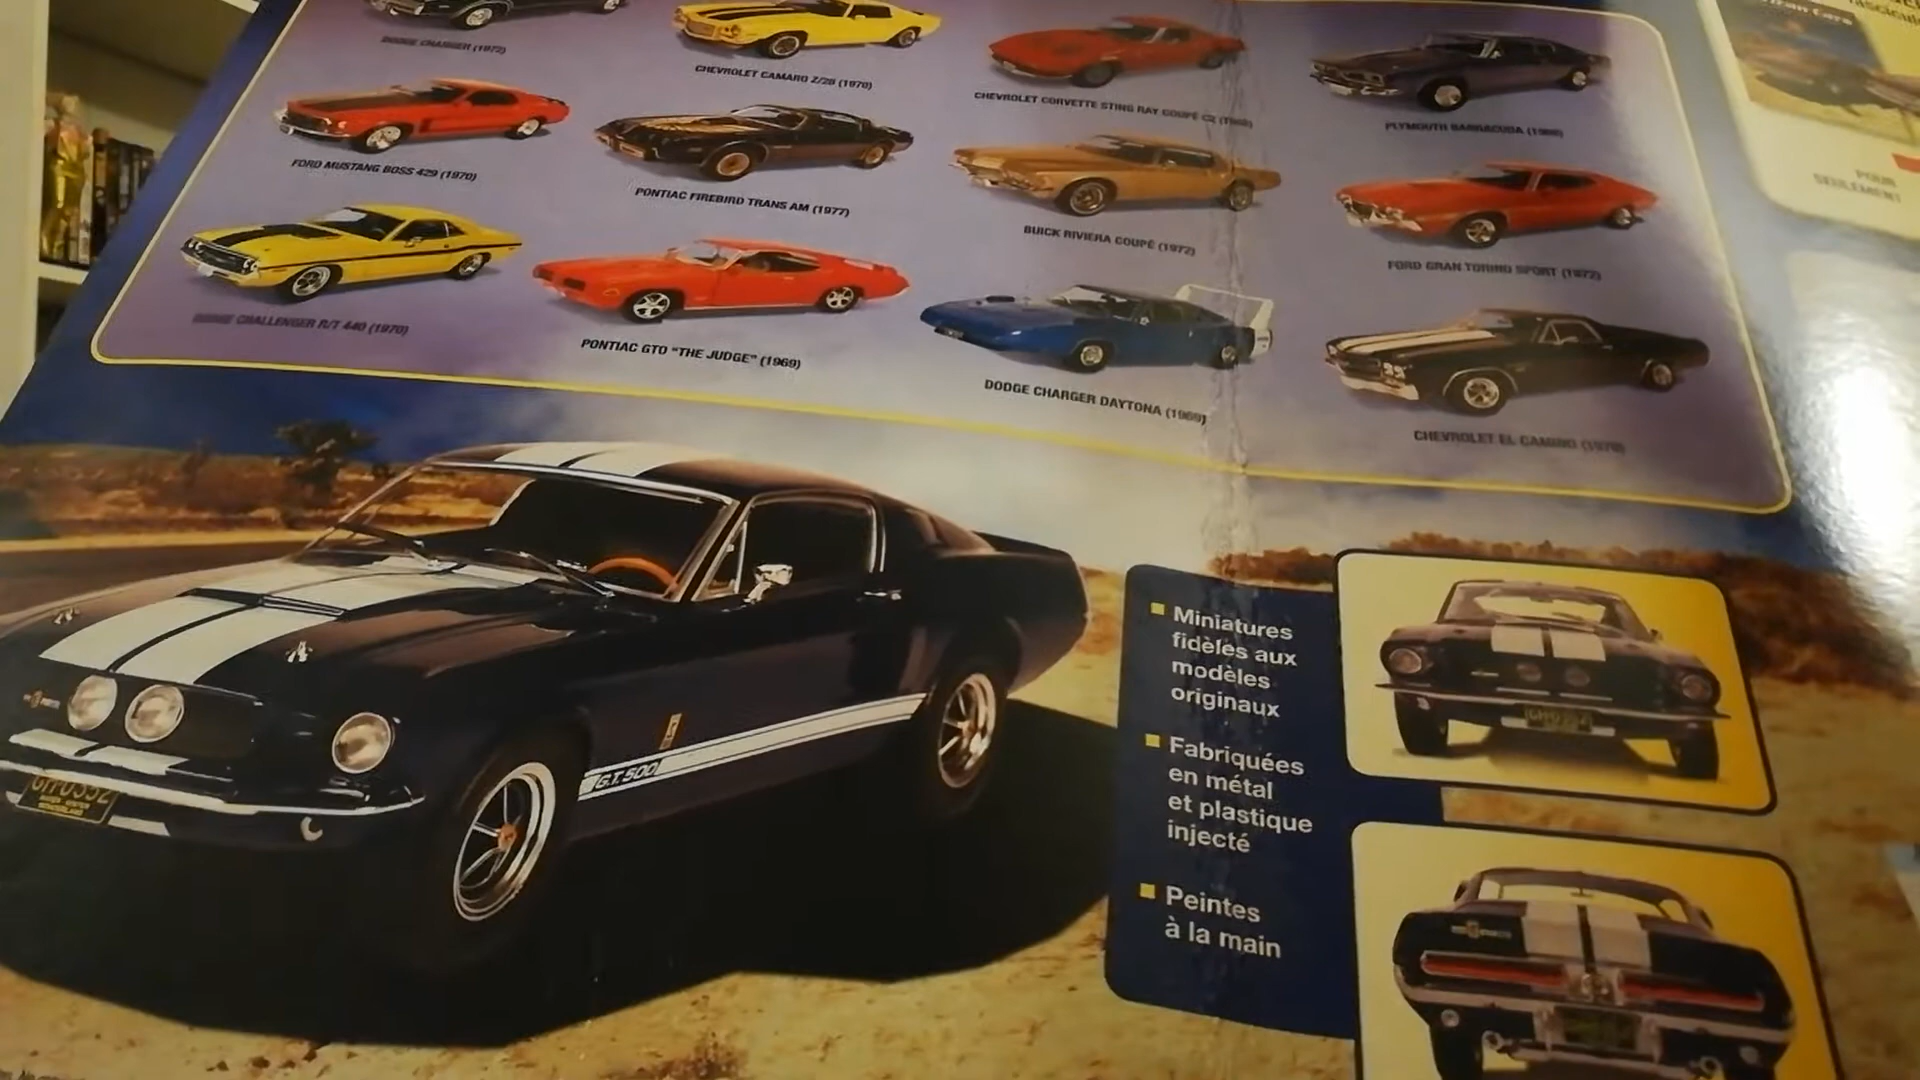 DODGE CHARGER (1972)
CHEVROLET CAMARO Z/28 (1970)
CHEVROLET CORVETTE STING RAY COUPÉ C2
PLYMOUTH BARRACUDA
FORD MUSTANG BOSS 429 (1970)
PONTIAC FIREBIRD TRANS AM (1977)
BUICK RIVIERA COUPÉ (1972)
FORD GRAN TORINO SPORT (1972)
CHALLENGER R/T 440 (1970)
PONTIAC GTO "THE JUDGE" (1969)
DODGE CHARGER DAYTONA (1969)
CHEVROLET EL CAMINO (1970)
POUR
SEULEMENT
G.T. 500
Miniatures
fidèles aux
modèles
originaux
Fabriquées
en métal
et plastique
injecté
Peintes
à la main